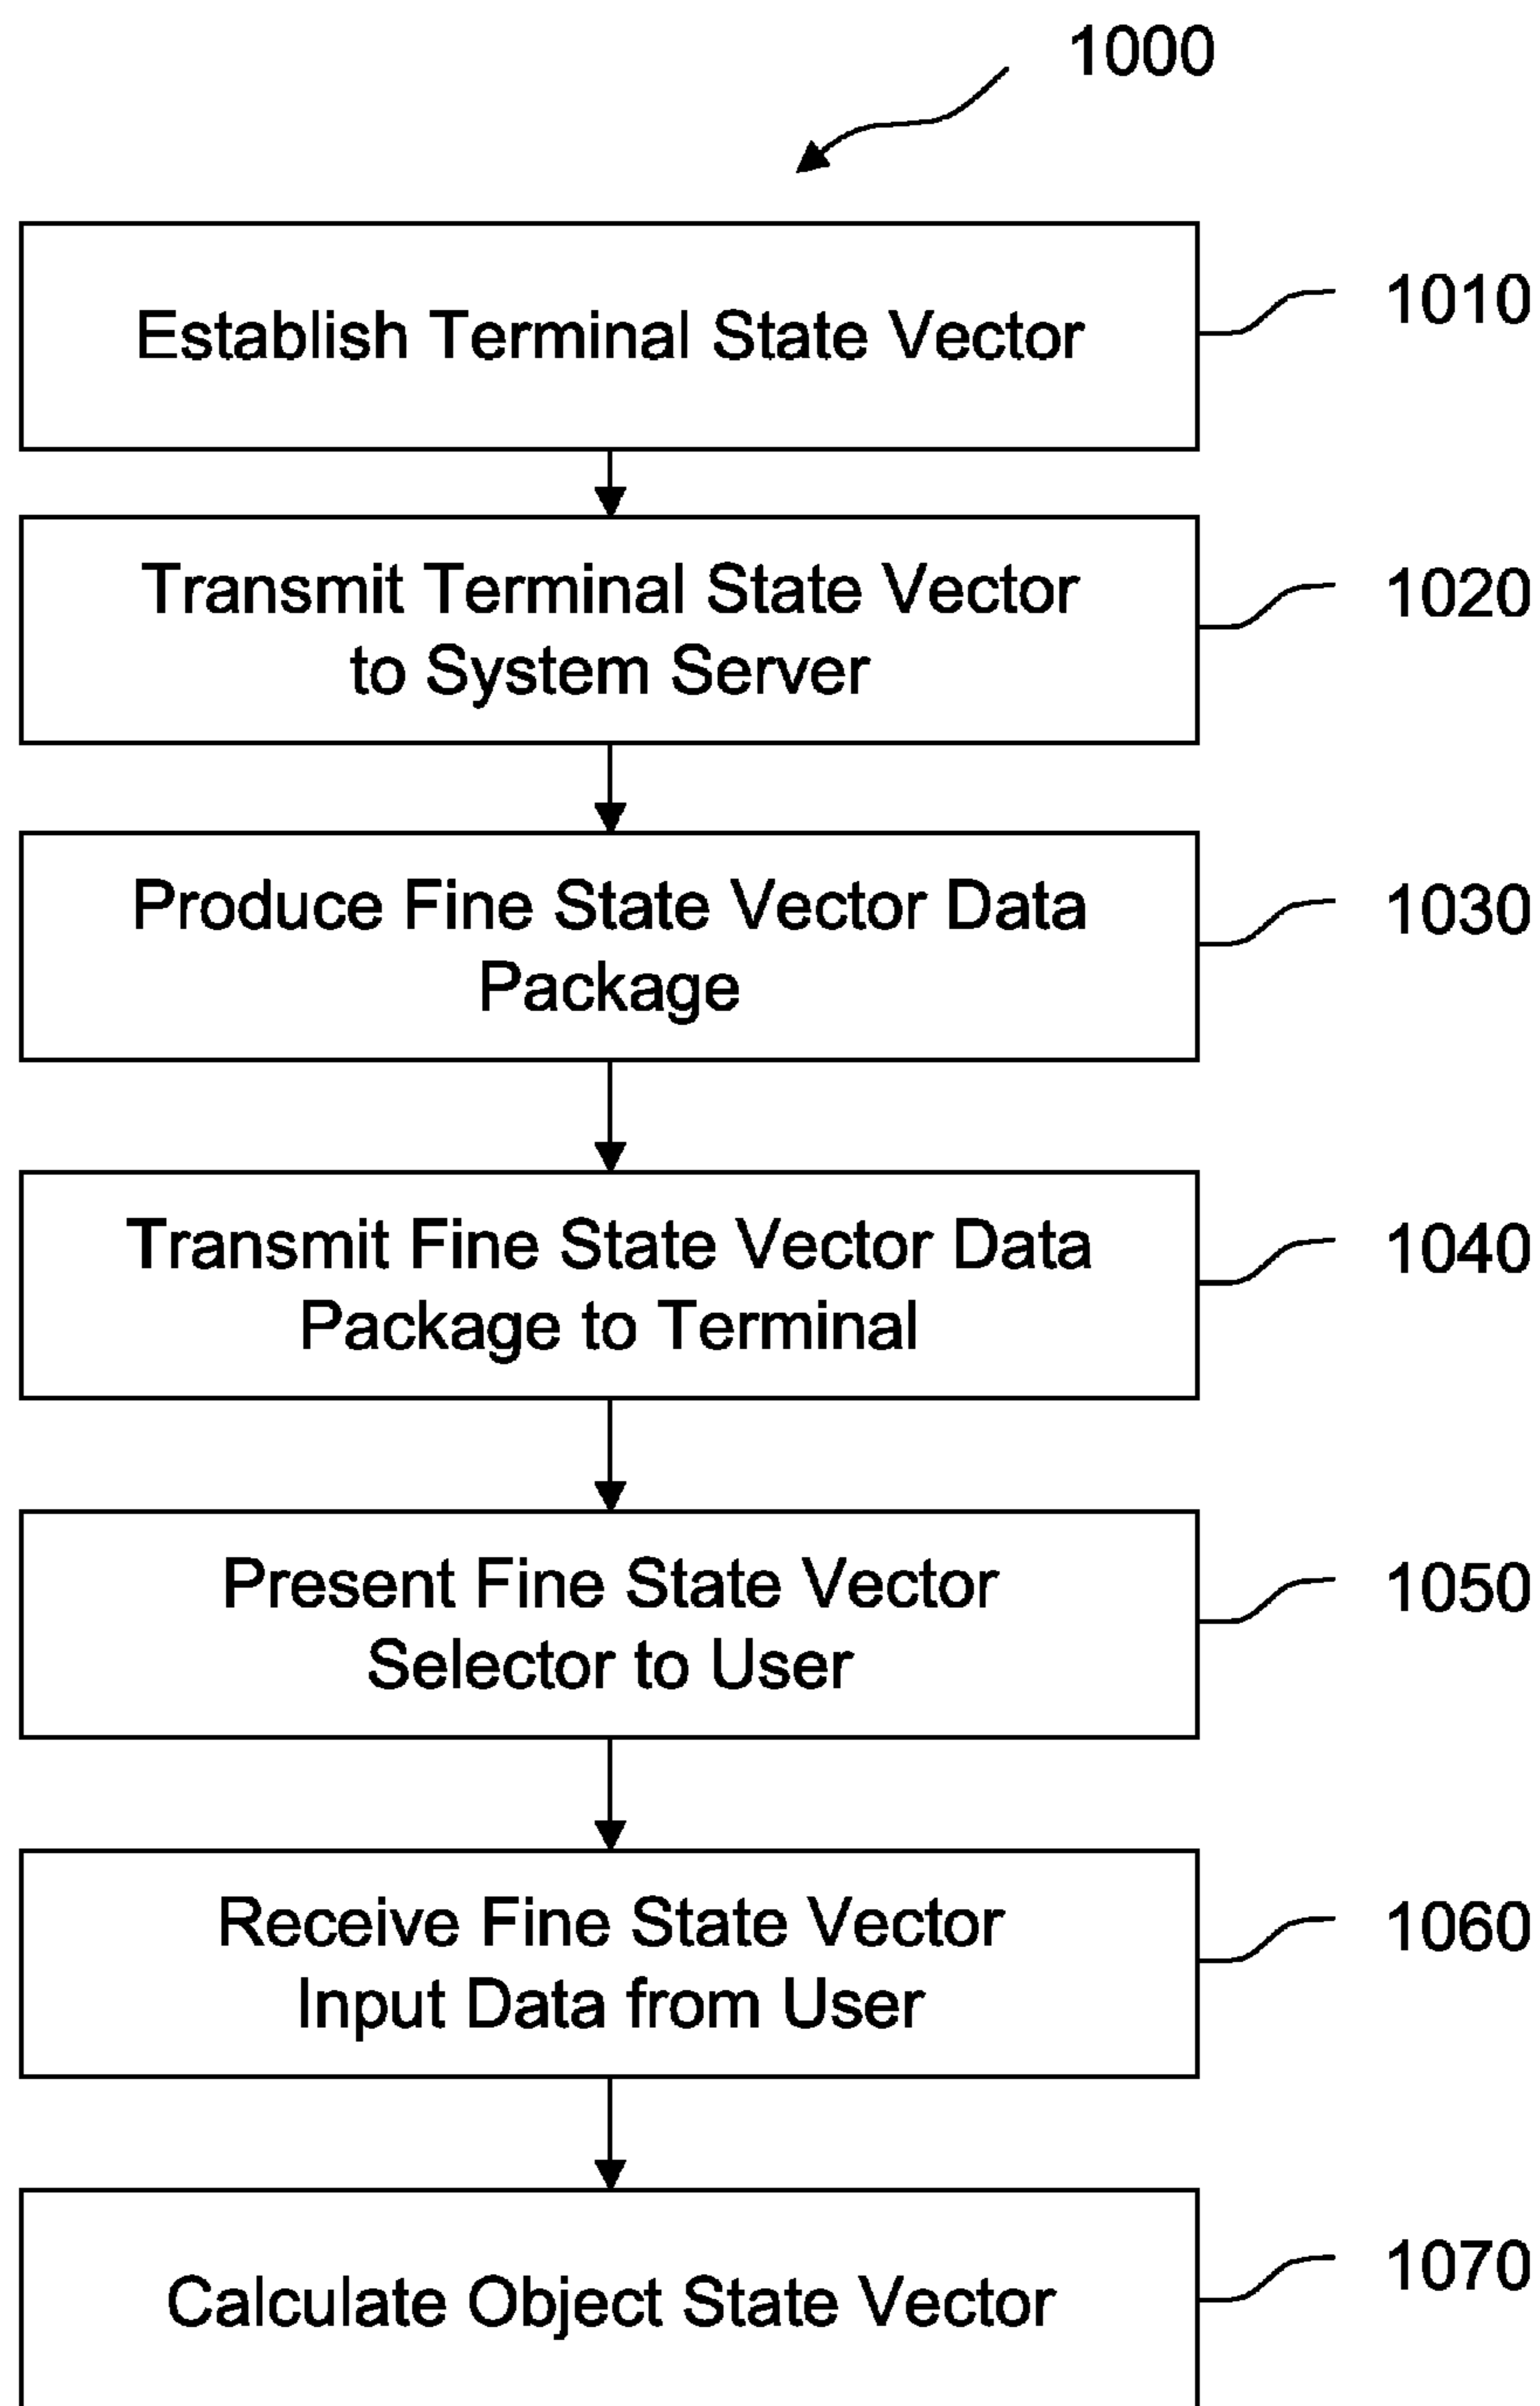 1000
Establish Terminal State Vector
1010
Transmit Terminal State Vector
to System Server
1020
Produce Fine State Vector Data
Package
1030
Transmit Fine State Vector Data
Package to Terminal
1040
Present Fine State Vector
Selector to User
1050
Receive Fine State Vector
Input Data from User
1060
Calculate Object State Vector
1070